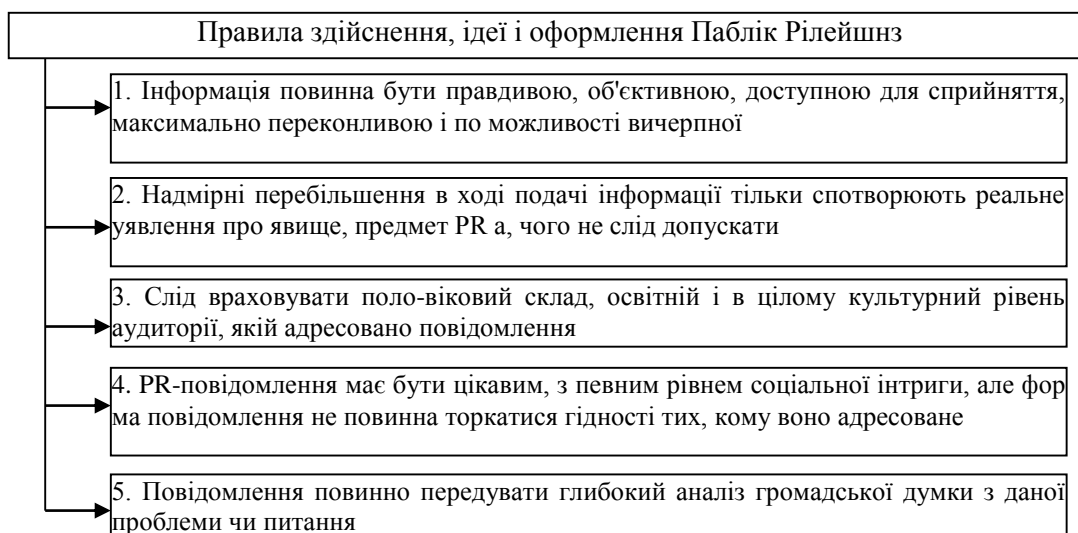 Правила здійснення, ідеї і оформлення Паблік Рілейшнз
1. Інформація повинна бути правдивою, об'єктивною, доступною для сприйняття,
максимально переконливою і по можливості вичерпної
2. Надмірні перебільшення в ході подачі інформації тільки спотворюють реальне
уявлення про явище, предмет PR а, чого не слід допускати
3. Слід враховувати поло-віковий склад, освітній і в цілому культурний рівень
аудиторії, якій адресовано повідомлення
4. PR-повідомлення має бути цікавим, з певним рівнем соціальної інтриги, але фор
ма повідомлення не повинна торкатися гідності тих, кому воно адресоване
5. Повідомлення повинно передувати глибокий аналіз громадської думки з даної
проблеми чи питання